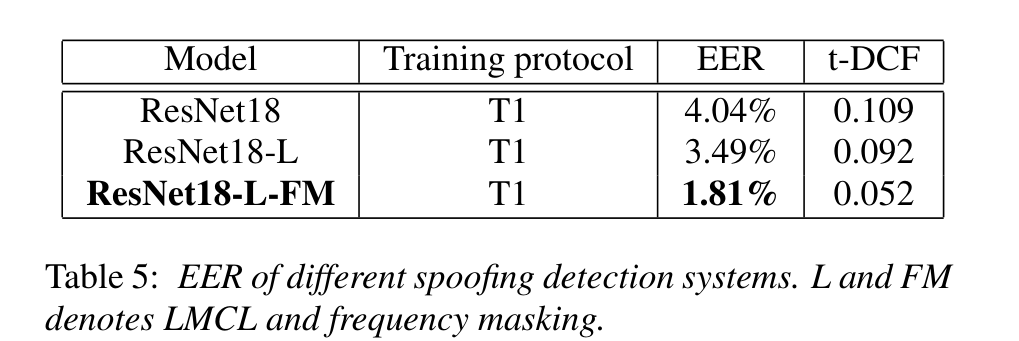 Model Training protocol EER t-DCF
ResNet18 T1 4.04% 0.109
ResNet18-L T1 3.49% 0.092
ResNet18-L-FM T1 1.81% 0.052
Table 5: EER of different spoofing detection systems. L and FM
denotes LMCL and frequency masking.